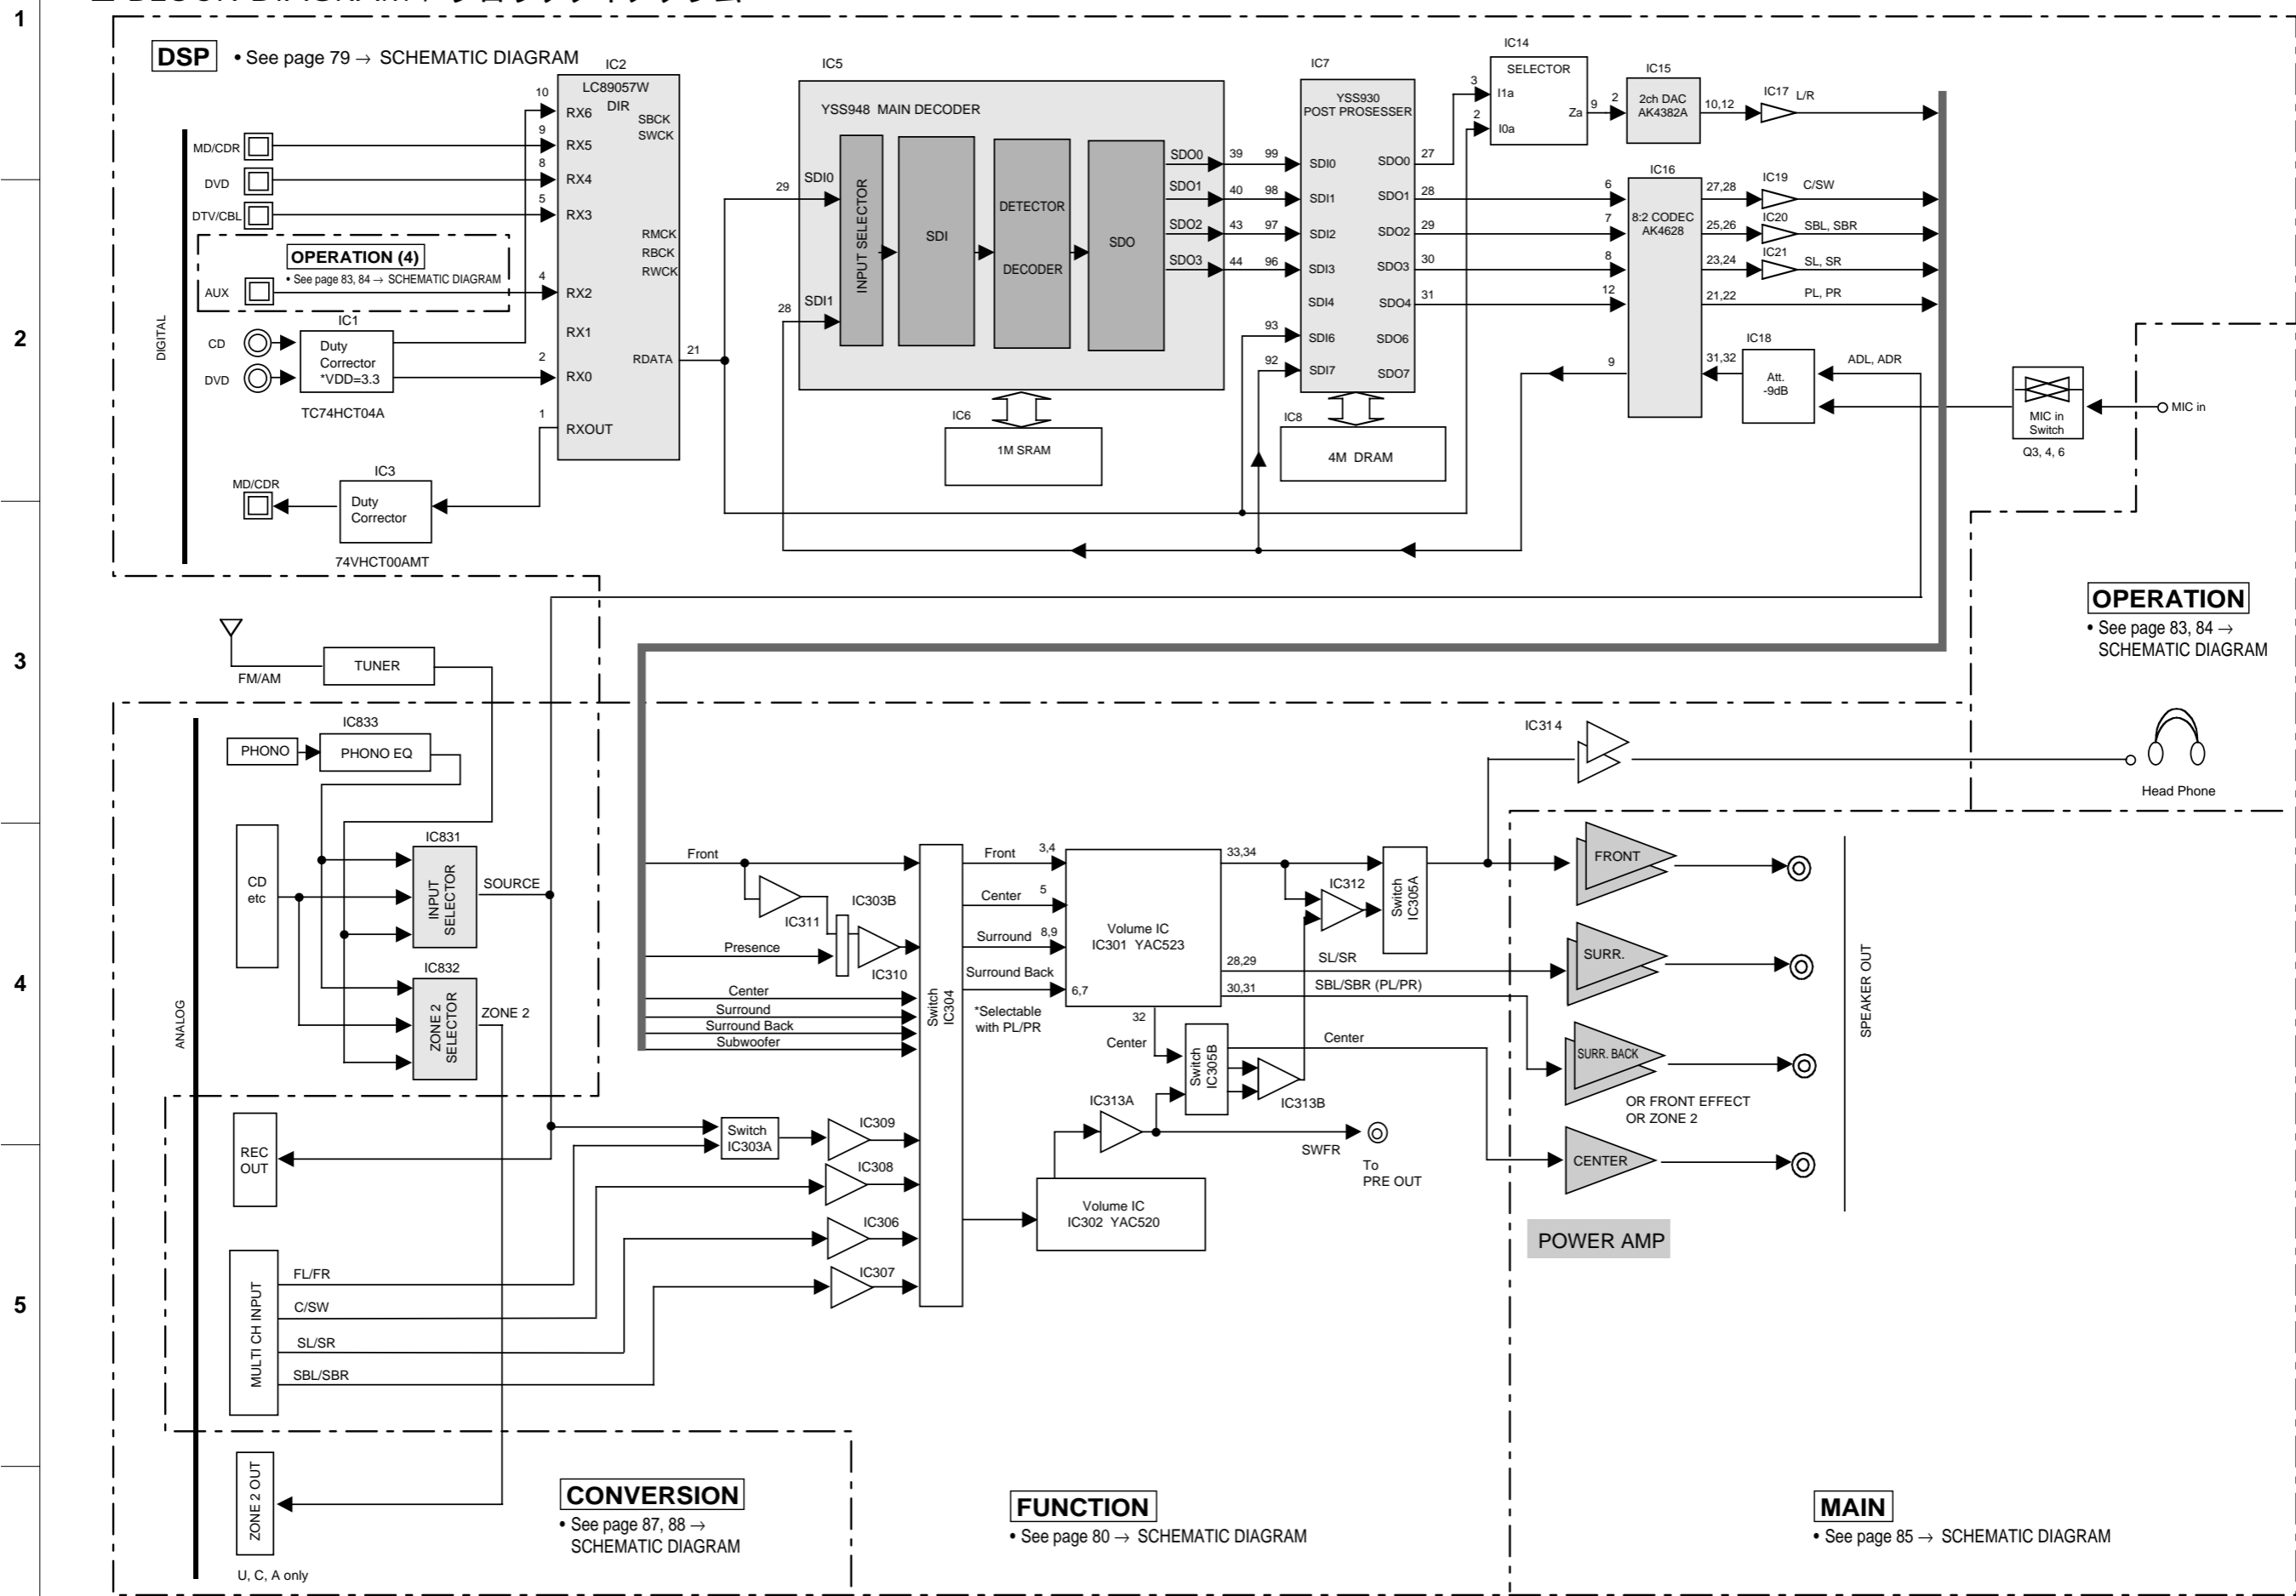 1
DSP
• See page 79 → SCHEMATIC DIAGRAM
IC2
LC89057W
DIR
SBCK
SWCK
RMCK
RBCK
RWCK
RDATA
21
10
RX6
9
RX5
8
RX4
5
RX3
4
RX2
RX1
2
RX0
1
RXOUT
DIGITAL
MD/CDR
DVD
DTV/CBL
OPERATION (4)
• See page 83, 84 → SCHEMATIC DIAGRAM
AUX
IC1
CD
DVD
Duty
Corrector
*VDD=3.3
TC74HCT04A
MD/CDR
IC3
Duty
Corrector
74VHCT00AMT
IC5
YSS948 MAIN DECODER
29
SDI0
28
SDI1
INPUT SELECTOR
SDI
DETECTOR
DECODER
SDO
SDO0
39
99
SDO1
40
98
SDO2
43
97
SDO3
44
96
IC6
1M SRAM
IC7
YSS930
POST PROSESSER
SDI0
SDI1
SDI2
SDI3
SDI4
93
SDI6
92
SDI7
SDO0
27
SDO1
28
SDO2
29
SDO3
30
SDO4
31
SDO6
SDO7
IC8
4M DRAM
IC14
SELECTOR
3
I1a
2
I0a
Za
9
2
IC15
2ch DAC
AK4382A
10,12
IC17
L/R
IC16
8:2 CODEC
AK4628
6
7
8
12
9
27,28
IC19
C/SW
25,26
IC20
SBL, SBR
23,24
IC21
SL, SR
21,22
PL, PR
31,32
IC18
Att.
-9dB
ADL, ADR
MIC in
Switch
Q3, 4, 6
MIC in
2
3
OPERATION
• See page 83, 84 →
SCHEMATIC DIAGRAM
FM/AM
TUNER
IC833
PHONO
PHONO EQ
CD
etc
IC831
INPUT
SELECTOR
SOURCE
IC832
ZONE 2
SELECTOR
ZONE 2
ANALOG
4
Front
IC311
IC303B
Presence
IC310
Center
Surround
Surround Back
Subwoofer
Switch
IC304
Front
3,4
Center
5
Surround
8,9
Surround Back
6,7
*Selectable
with PL/PR
Volume IC
IC301 YAC523
33,34
28,29
SL/SR
30,31
SBL/SBR (PL/PR)
32
Center
IC312
Switch
IC305A
IC314
Head Phone
Switch
IC305B
Center
IC313A
IC313B
SWFR
To
PRE OUT
Volume IC
IC302 YAC520
FRONT
SURR.
SURR. BACK
OR FRONT EFFECT
OR ZONE 2
CENTER
POWER AMP
SPEAKER OUT
REC
OUT
Switch
IC303A
IC309
IC308
IC306
IC307
5
MULTI CH INPUT
FL/FR
C/SW
SL/SR
SBL/SBR
ZONE 2 OUT
U, C, A only
CONVERSION
• See page 87, 88 →
SCHEMATIC DIAGRAM
FUNCTION
• See page 80 → SCHEMATIC DIAGRAM
MAIN
• See page 85 → SCHEMATIC DIAGRAM